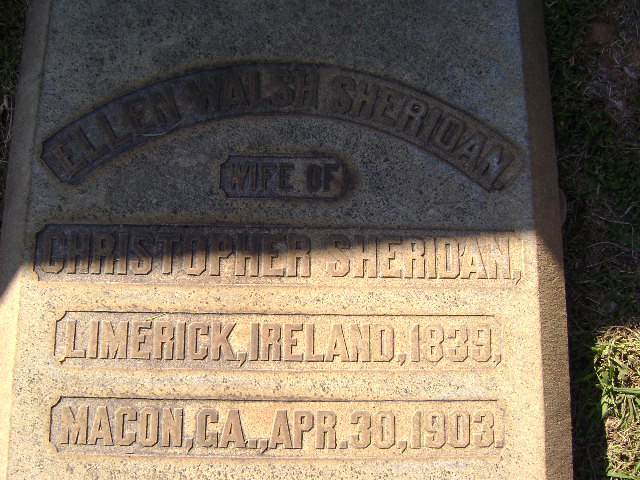 ELLEN WALSH SHERIDAN,
WIFE OF
CHRISTOPHER SHERIDAN,
LIMERICK, IRELAND, 1839,
MACON, GA., APR. 30, 1903.